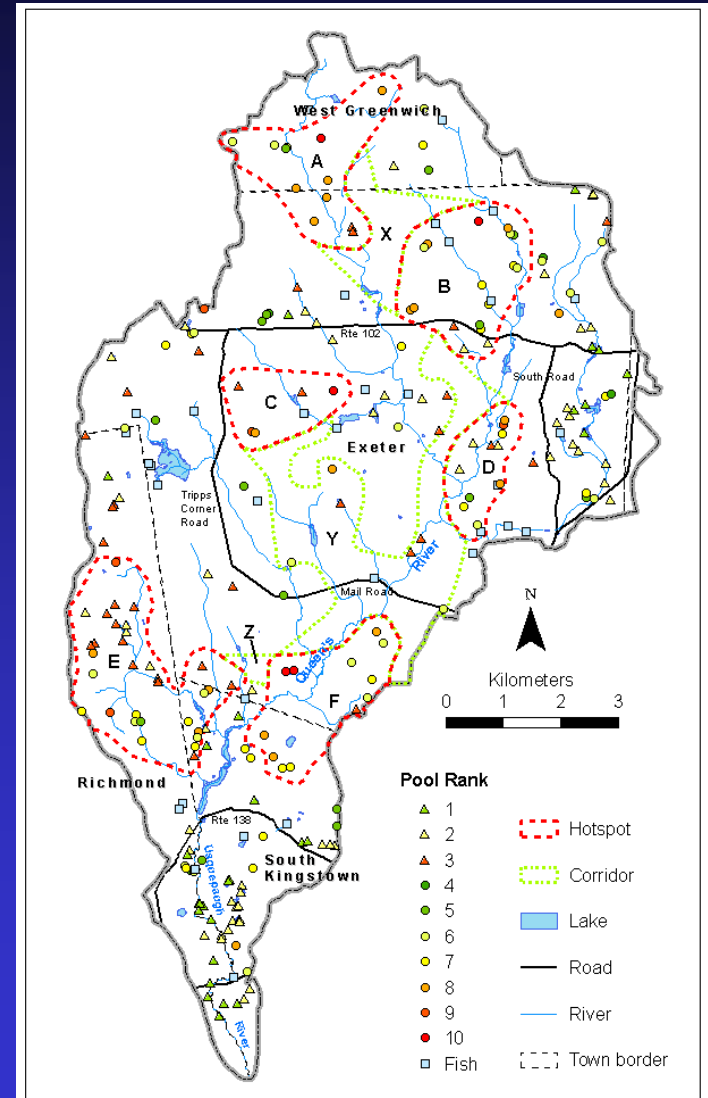 West Greenwich
A
X
B
Rte 102
South Road
C
Exeter
D
Tripps
Corner
Road
Y
River
Mail Road
N
Z
Queen's
E
F
Kilometers
0 1 2 3
Richmond
Pool Rank
1
2
3
4
5
6
7
8
9
10
Fish
Hotspot
Corridor
Lake
Road
River
Town border
Rte 138
South
Kingstown
Usquepaugh
River